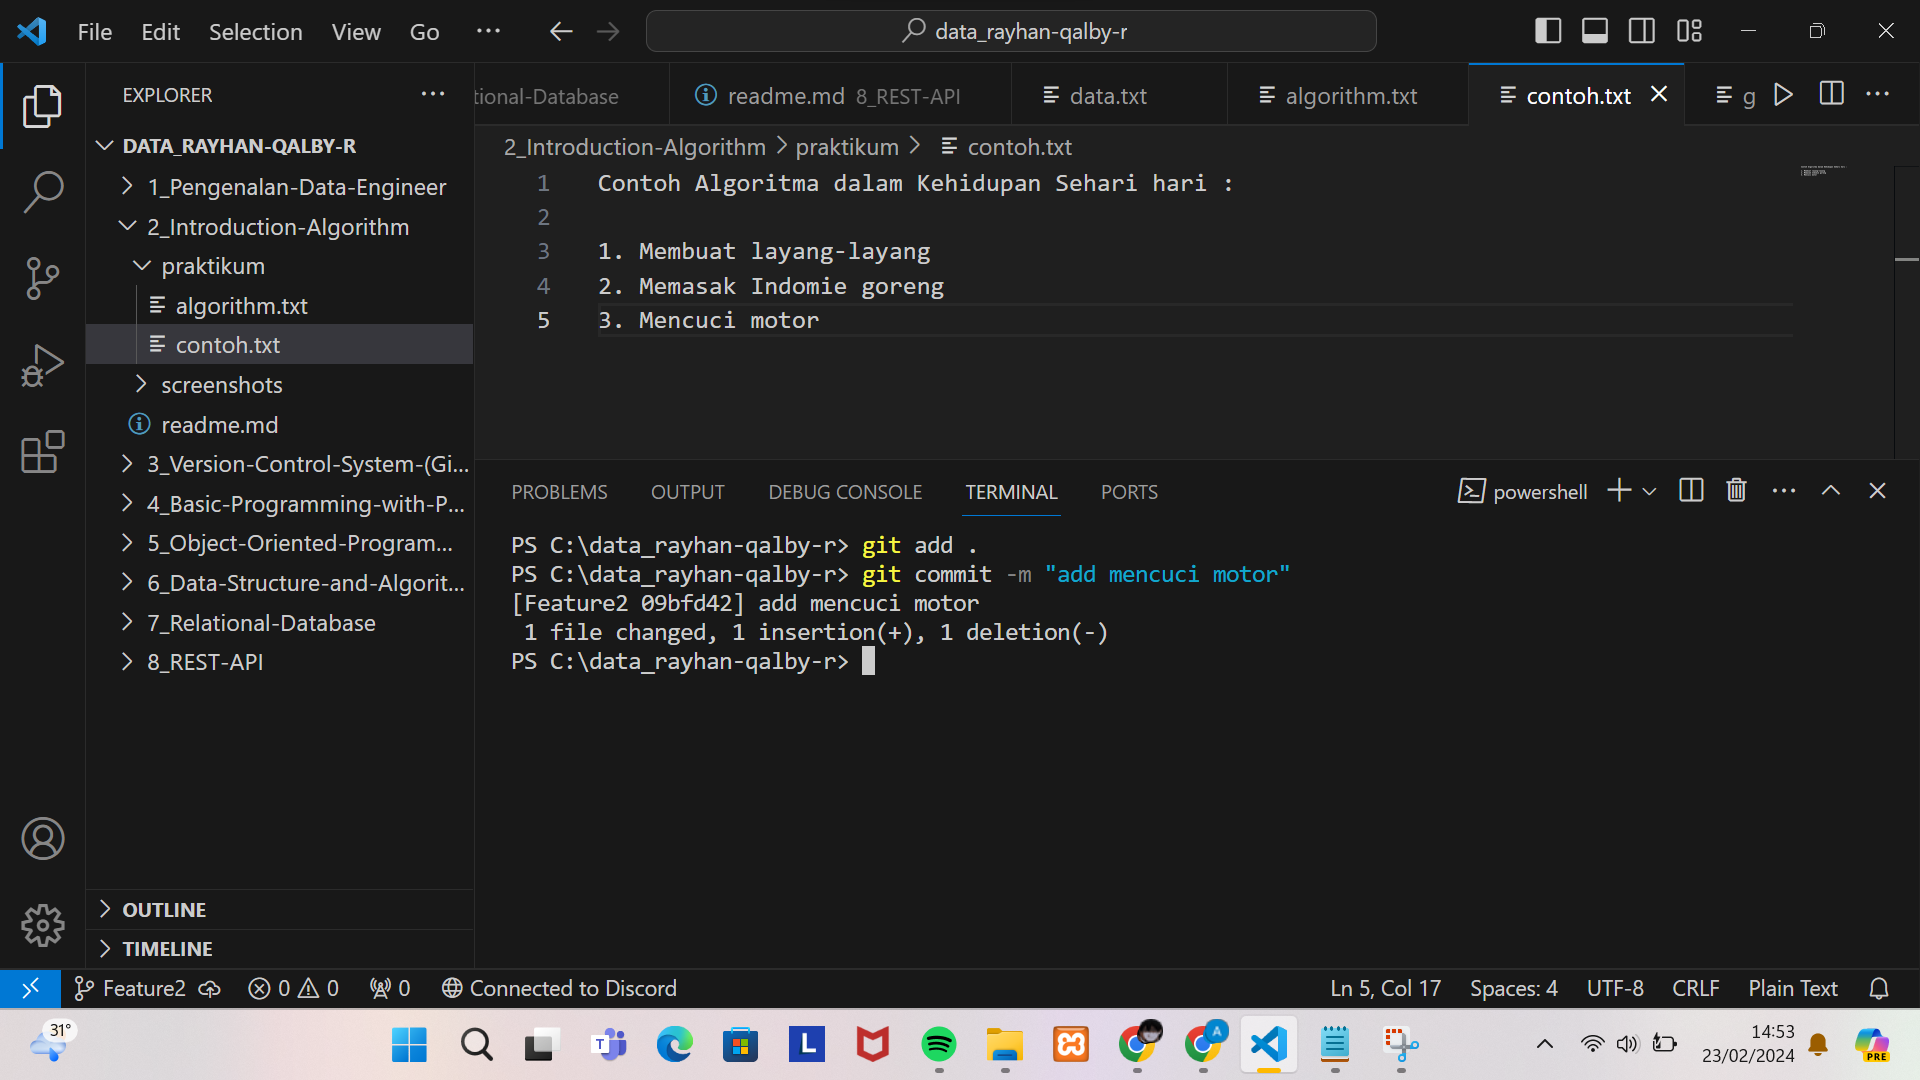 File Edit Selection View Go ...
data_rayhan-qalby-r
EXPLORER
DATA_RAYHAN-QALBY-R
1_Pengenalan-Data-Engineer
2_Introduction-Algorithm
praktikum
algorithm.txt
contoh.txt
screenshots
readme.md
3_Version-Control-System-(Gi...
4_Basic-Programming-with-P...
5_Object-Oriented-Program...
6_Data-Structure-and-Algorit...
7_Relational-Database
8_REST-API
OUTLINE
TIMELINE
tional-Database readme.md 8_REST-API data.txt algorithm.txt contoh.txt g
2_Introduction-Algorithm > praktikum > contoh.txt
1 Contoh Algoritma dalam Kehidupan Sehari hari :
2
3 1. Membuat layang-layang
4 2. Memasak Indomie goreng
5 3. Mencuci motor
PROBLEMS OUTPUT DEBUG CONSOLE TERMINAL PORTS powershell
PS C:\data_rayhan-qalby-r> git add .
PS C:\data_rayhan-qalby-r> git commit -m "add mencuci motor"
[Feature2 09bfd42] add mencuci motor
 1 file changed, 1 insertion(+), 1 deletion(-)
PS C:\data_rayhan-qalby-r>
Feature2 0 0 0 Connected to Discord Ln 5, Col 17 Spaces: 4 UTF-8 CRLF Plain Text
31°
T
L
A
14:53
23/02/2024
PRE